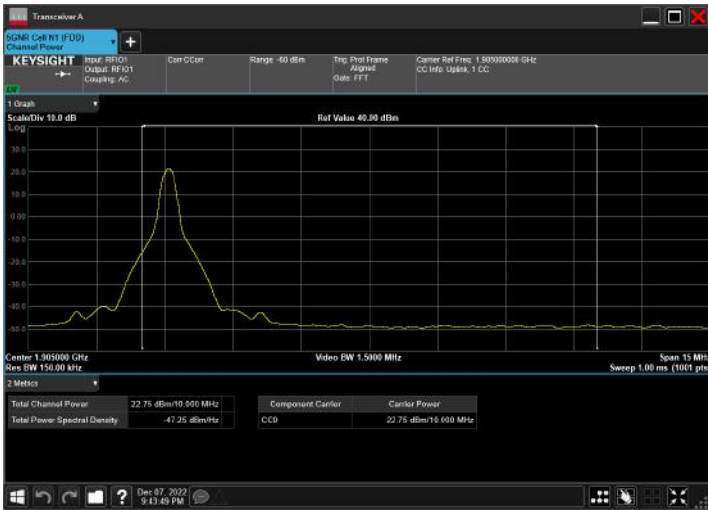 Transceiver A
5GNR Cell N1 (FDD)
Channel Power
KEYSIGHT
Input: RFIO1
Output: RFIO1
Coupling: AC
Corr CCorr
Range: -60 dBm
Trig: Prot Frame
Aligned
Gate: FFT
Carrier Ref Freq: 1.905000000 GHz
CC Info: Uplink, 1 CC
1 Graph
Scale/Div 10.0 dB
Ref Value 40.00 dBm
Log
30.0
20.0
10.0
0.00
-10.0
-20.0
-30.0
-40.0
-50.0
Center 1.905000 GHz
Video BW 1.5000 MHz
Span 15 MHz
Res BW 150.00 kHz
Sweep 1.00 ms (1001 pts
2 Metrics
Total Channel Power 22.75 dBm/10.000 MHz
Total Power Spectral Density -47.25 dBm/Hz
Component Carrier Carrier Power
CC0 22.75 dBm/10.000 MHz
?
Dec 07, 2022
9:43:49 PM